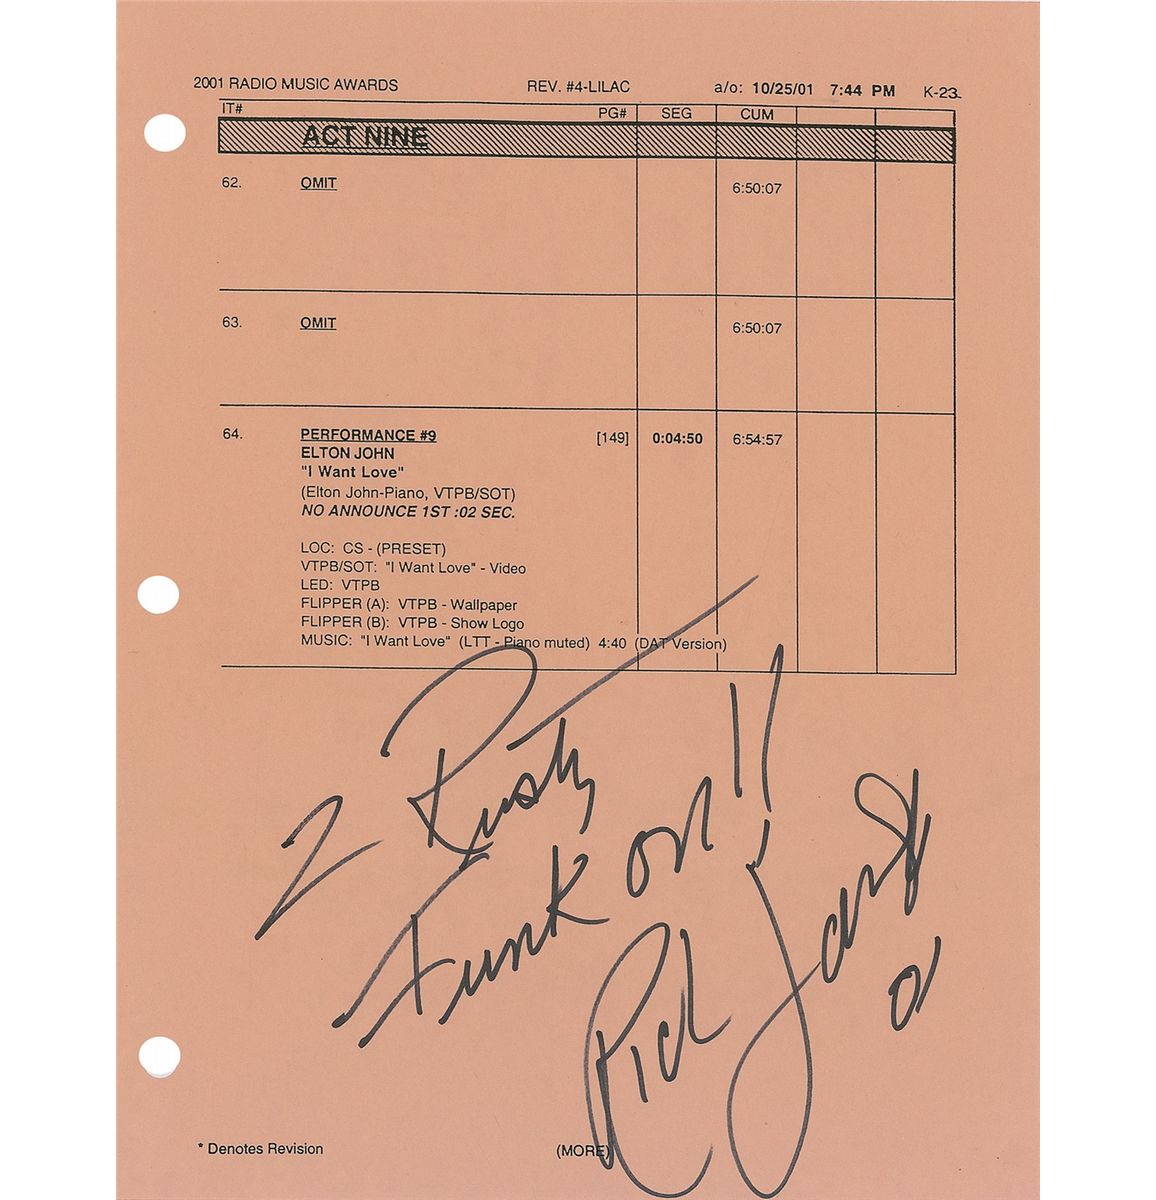 2001 RADIO MUSIC AWARDS REV. #4-LILAC a/o: 10/25/01 7:44 PM K-23
IT# PG# SEG CUM
ACT NINE
62. OMIT 6:50:07
63. OMIT 6:50:07
64. PERFORMANCE #9 [149] 0:04:50 6:54:57
ELTON JOHN
"I Want Love"
(Elton John-Piano, VTPB/SOT)
NO ANNOUNCE 1ST :02 SEC.
LOC: CS - (PRESET)
VTPB/SOT: "I Want Love" - Video
LED: VTPB
FLIPPER (A): VTPB - Wallpaper
FLIPPER (B): VTPB - Show Logo
MUSIC: "I Want Love" (LTT - Piano muted) 4:40 (DAT Version)
2 Rusty
Funk on!!
Rick James
01
* Denotes Revision (MORE)